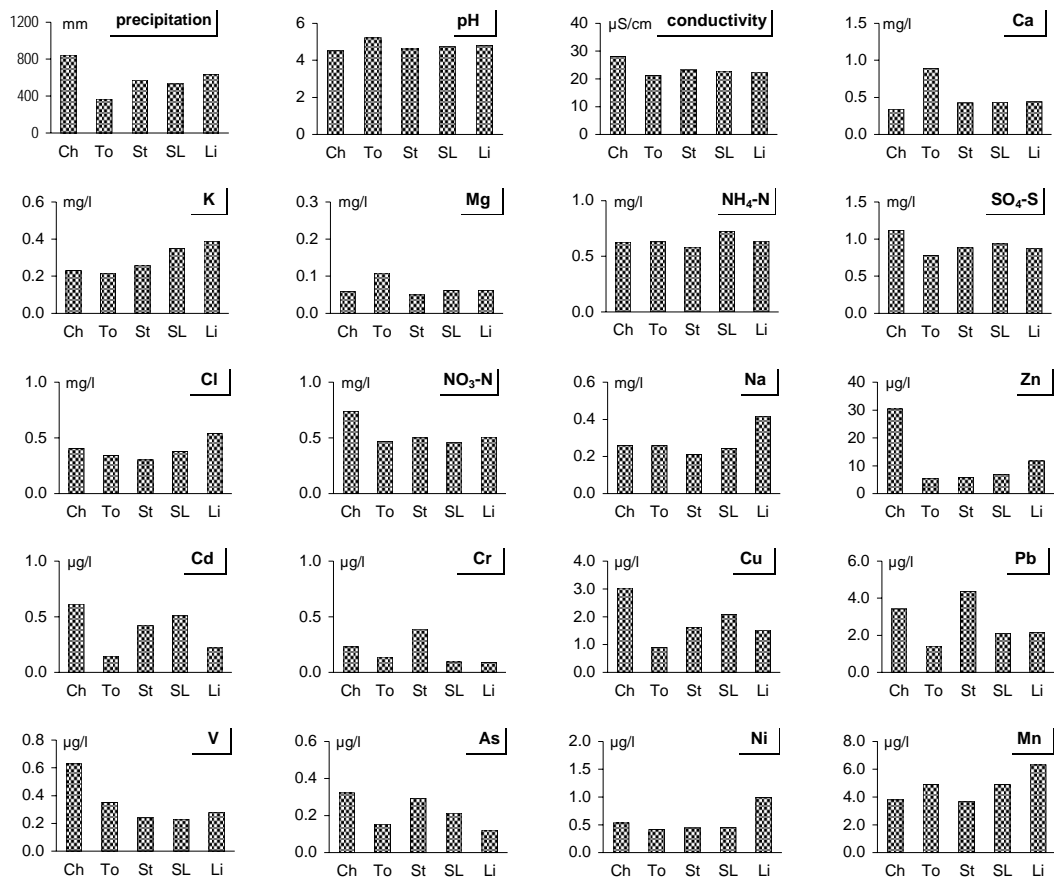 mm precipitation
1200
800
400
0
Ch To St SL Li
pH
6
4
2
0
Ch To St SL Li
µS/cm conductivity
40
30
20
10
0
Ch To St SL Li
mg/l Ca
1.5
1.0
0.5
0.0
Ch To St SL Li
mg/l K
0.6
0.4
0.2
0.0
Ch To St SL Li
mg/l Mg
0.3
0.2
0.1
0.0
Ch To St SL Li
mg/l NH4-N
1.0
0.5
0.0
Ch To St SL Li
mg/l SO4-S
1.5
1.0
0.5
0.0
Ch To St SL Li
mg/l Cl
1.0
0.5
0.0
Ch To St SL Li
mg/l NO3-N
1.0
0.5
0.0
Ch To St SL Li
mg/l Na
0.6
0.4
0.2
0.0
Ch To St SL Li
µg/l Zn
40
30
20
10
0
Ch To St SL Li
µg/l Cd
1.0
0.5
0.0
Ch To St SL Li
µg/l Cr
1.0
0.5
0.0
Ch To St SL Li
µg/l Cu
4.0
3.0
2.0
1.0
0.0
Ch To St SL Li
µg/l Pb
6.0
4.0
2.0
0.0
Ch To St SL Li
µg/l V
0.8
0.6
0.4
0.2
0.0
Ch To St SL Li
µg/l As
0.6
0.4
0.2
0.0
Ch To St SL Li
µg/l Ni
2.0
1.5
1.0
0.5
0.0
Ch To St SL Li
µg/l Mn
8.0
6.0
4.0
2.0
0.0
Ch To St SL Li